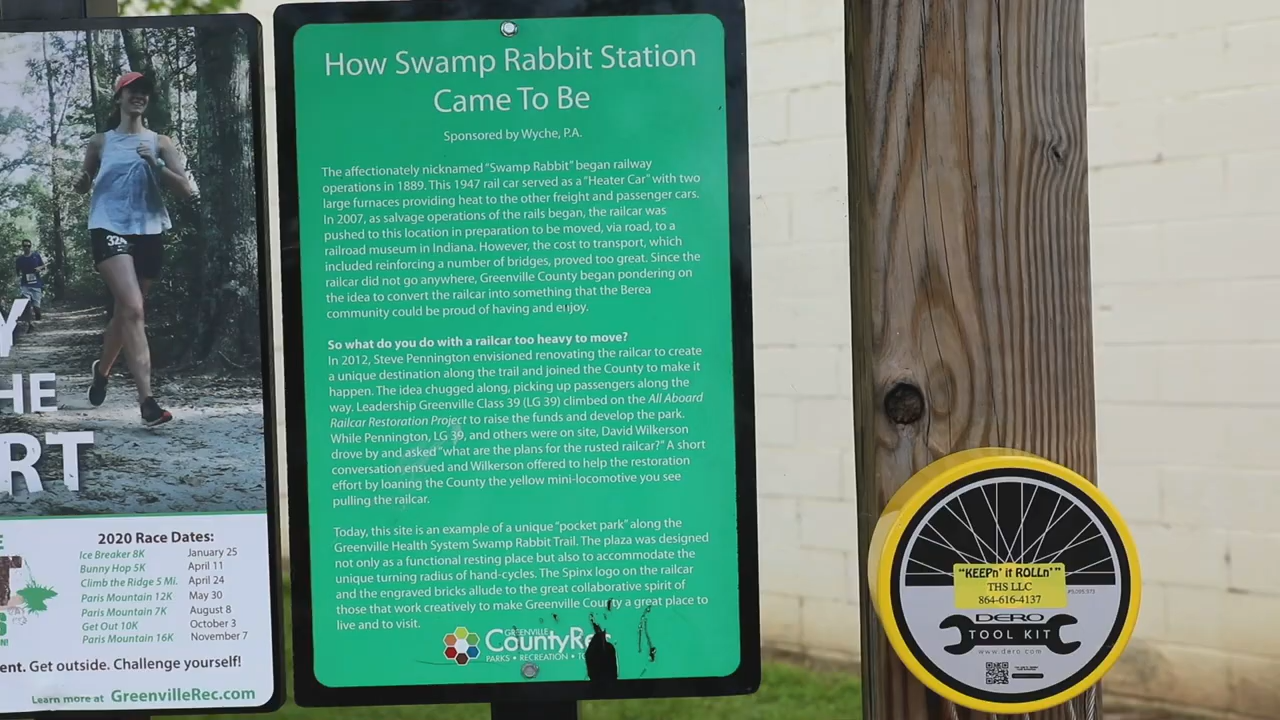 324
Y
HE
RT
E
T
S
N!
2020 Race Dates:
Ice Breaker 8K January 25
Bunny Hop 5K April 11
Climb the Ridge 5 Mi. April 24
Paris Mountain 12K May 30
Paris Mountain 7K August 8
Get Out 10K October 3
Paris Mountain 16K November 7
ent. Get outside. Challenge yourself!
Learn more at GreenvilleRec.com
How Swamp Rabbit Station
Came To Be
Sponsored by Wyche, P.A.
The affectionately nicknamed "Swamp Rabbit" began railway
operations in 1889. This 1947 rail car served as a "Heater Car" with two
large furnaces providing heat to the other freight and passenger cars.
In 2007, as salvage operations of the rails began, the railcar was
pushed to this location in preparation to be moved, via road, to a
railroad museum in Indiana. However, the cost to transport, which
included reinforcing a number of bridges, proved too great. Since the
railcar did not go anywhere, Greenville County began pondering on
the idea to convert the railcar into something that the Berea
community could be proud of having and enjoy.
So what do you do with a railcar too heavy to move?
In 2012, Steve Pennington envisioned renovating the railcar to create
a unique destination along the trail and joined the County to make it
happen. The idea chugged along, picking up passengers along the
way. Leadership Greenville Class 39 (LG 39) climbed on the All Aboard
Railcar Restoration Project to raise the funds and develop the park.
While Pennington, LG 39, and others were on site, David Wilkerson
drove by and asked "what are the plans for the rusted railcar?" A short
conversation ensued and Wilkerson offered to help the restoration
effort by loaning the County the yellow mini-locomotive you see
pulling the railcar.
Today, this site is an example of a unique "pocket park" along the
Greenville Health System Swamp Rabbit Trail. The plaza was designed
not only as a functional resting place but also to accommodate the
unique turning radius of hand-cycles. The Spinx logo on the railcar
and the engraved bricks allude to the great collaborative spirit of
those that work creatively to make Greenville County a great place to
live and to visit.
GREENVILLE
CountyRec
PARKS • RECREATION • TO
"KEEPn' it ROLLn'"
THS LLC
864-616-4137
DERO
TOOL KIT
www.dero.com